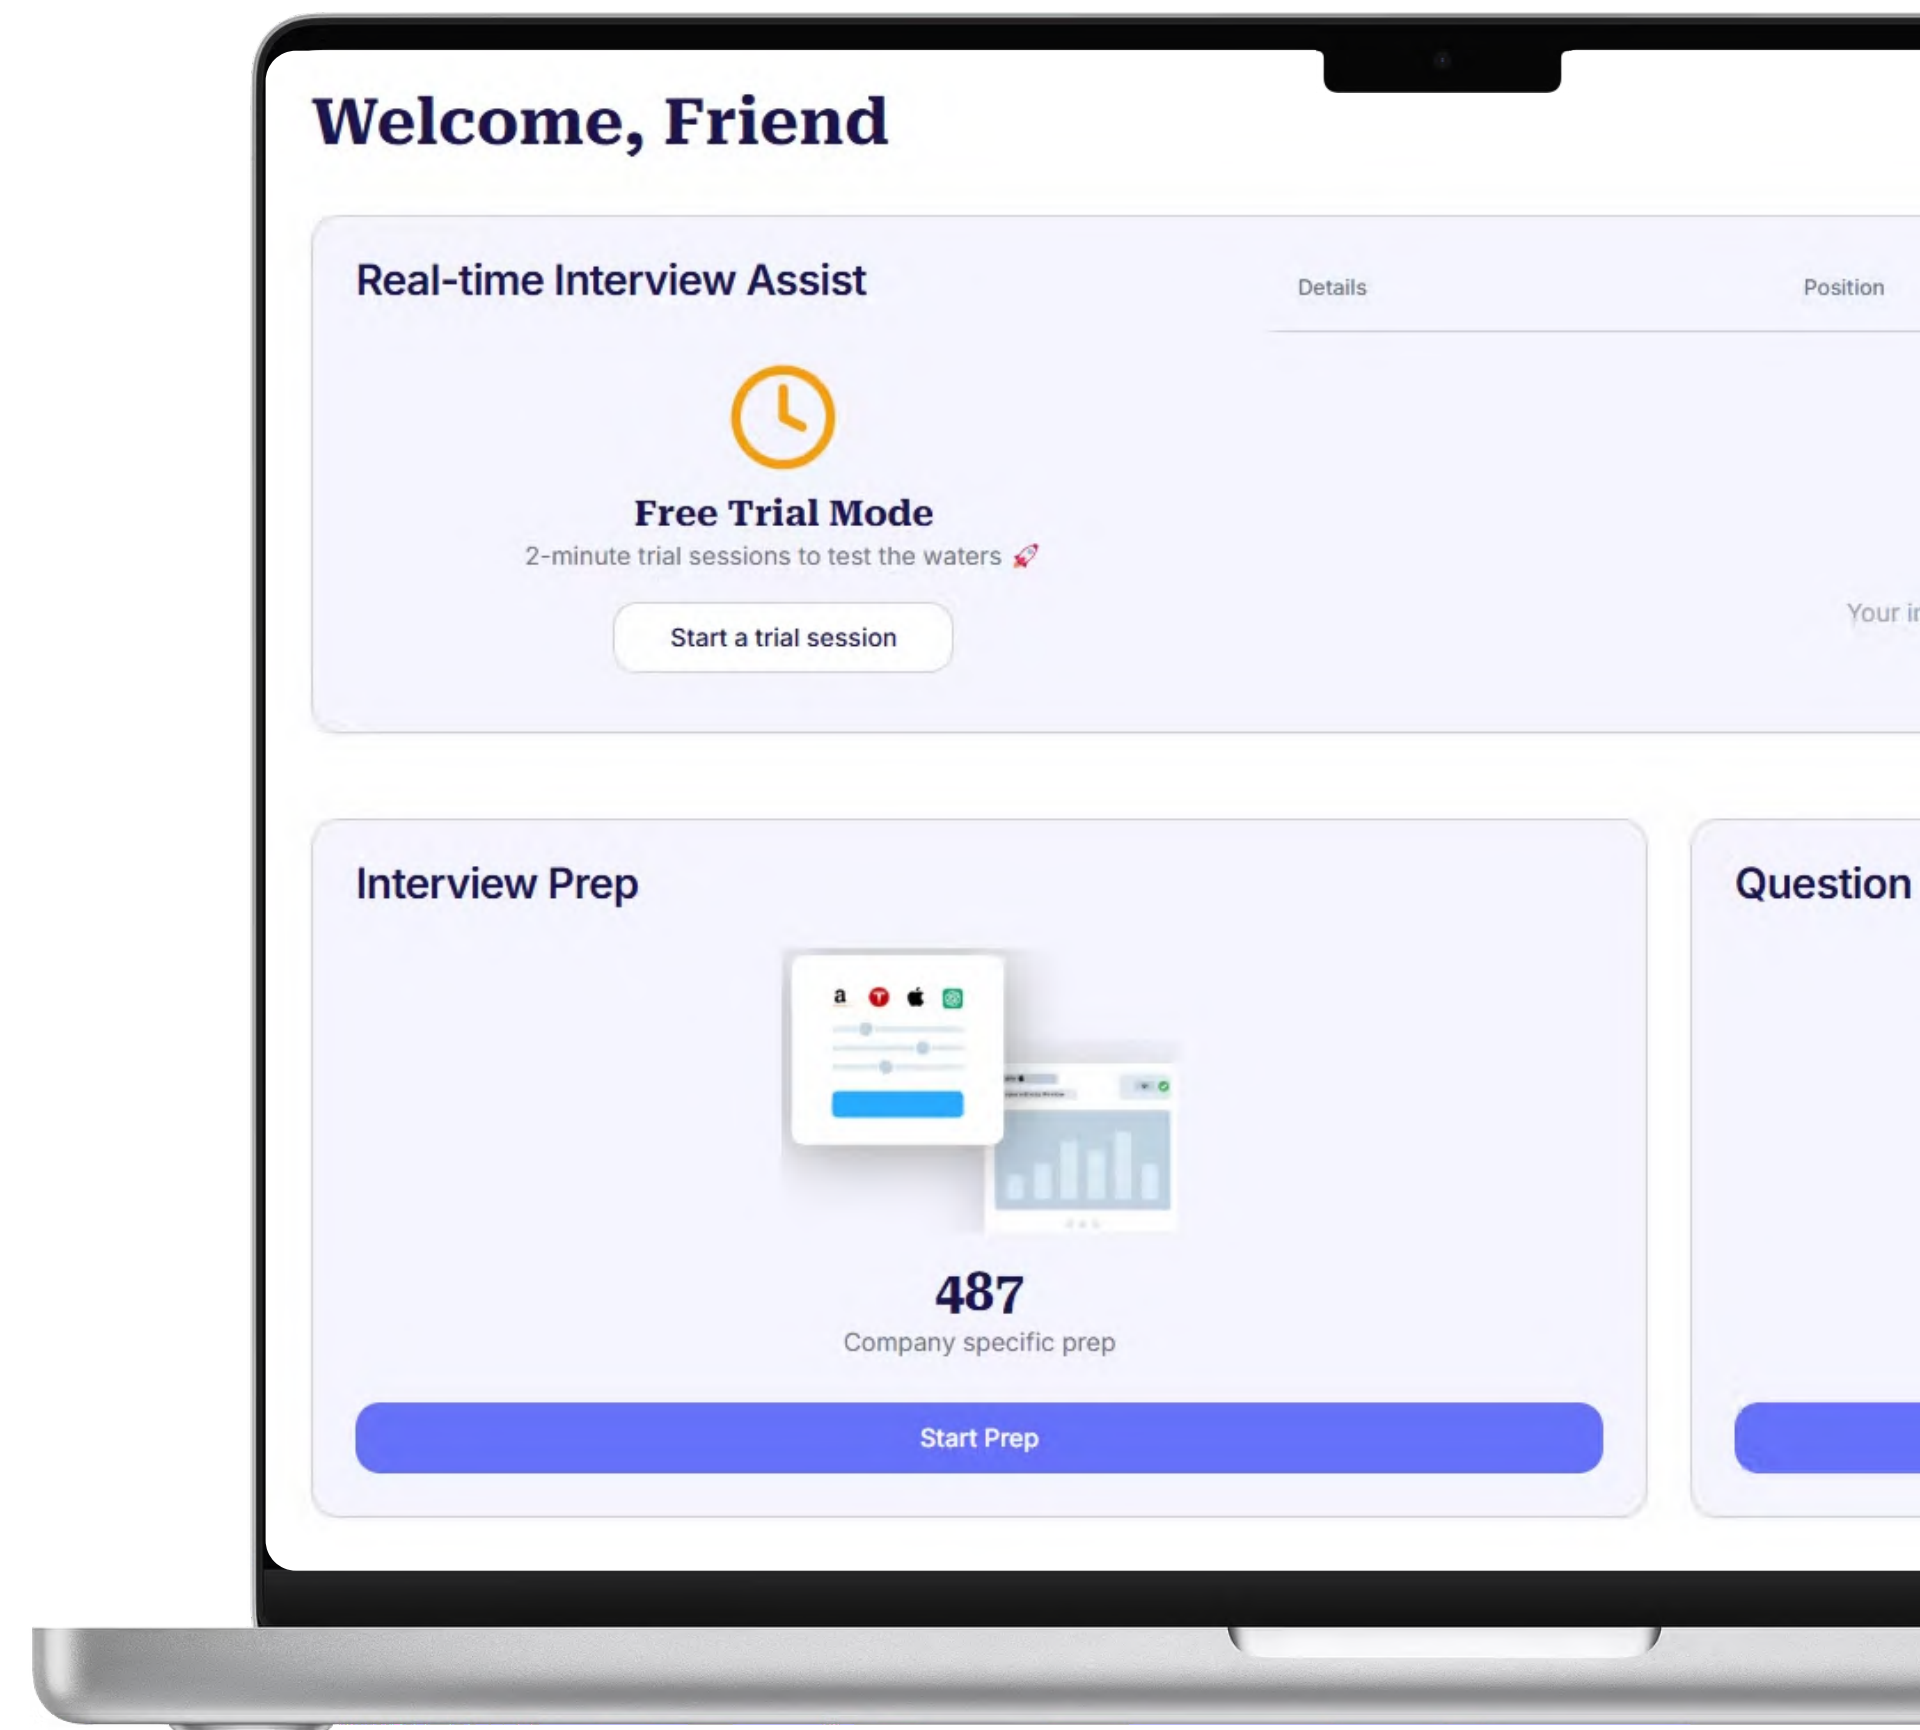 Welcome, Friend
Real-time Interview Assist
Details
Position
Free Trial Mode
2-minute trial sessions to test the waters 🚀
Start a trial session
Your
Interview Prep
Question
a
T
487
Company specific prep
Start Prep